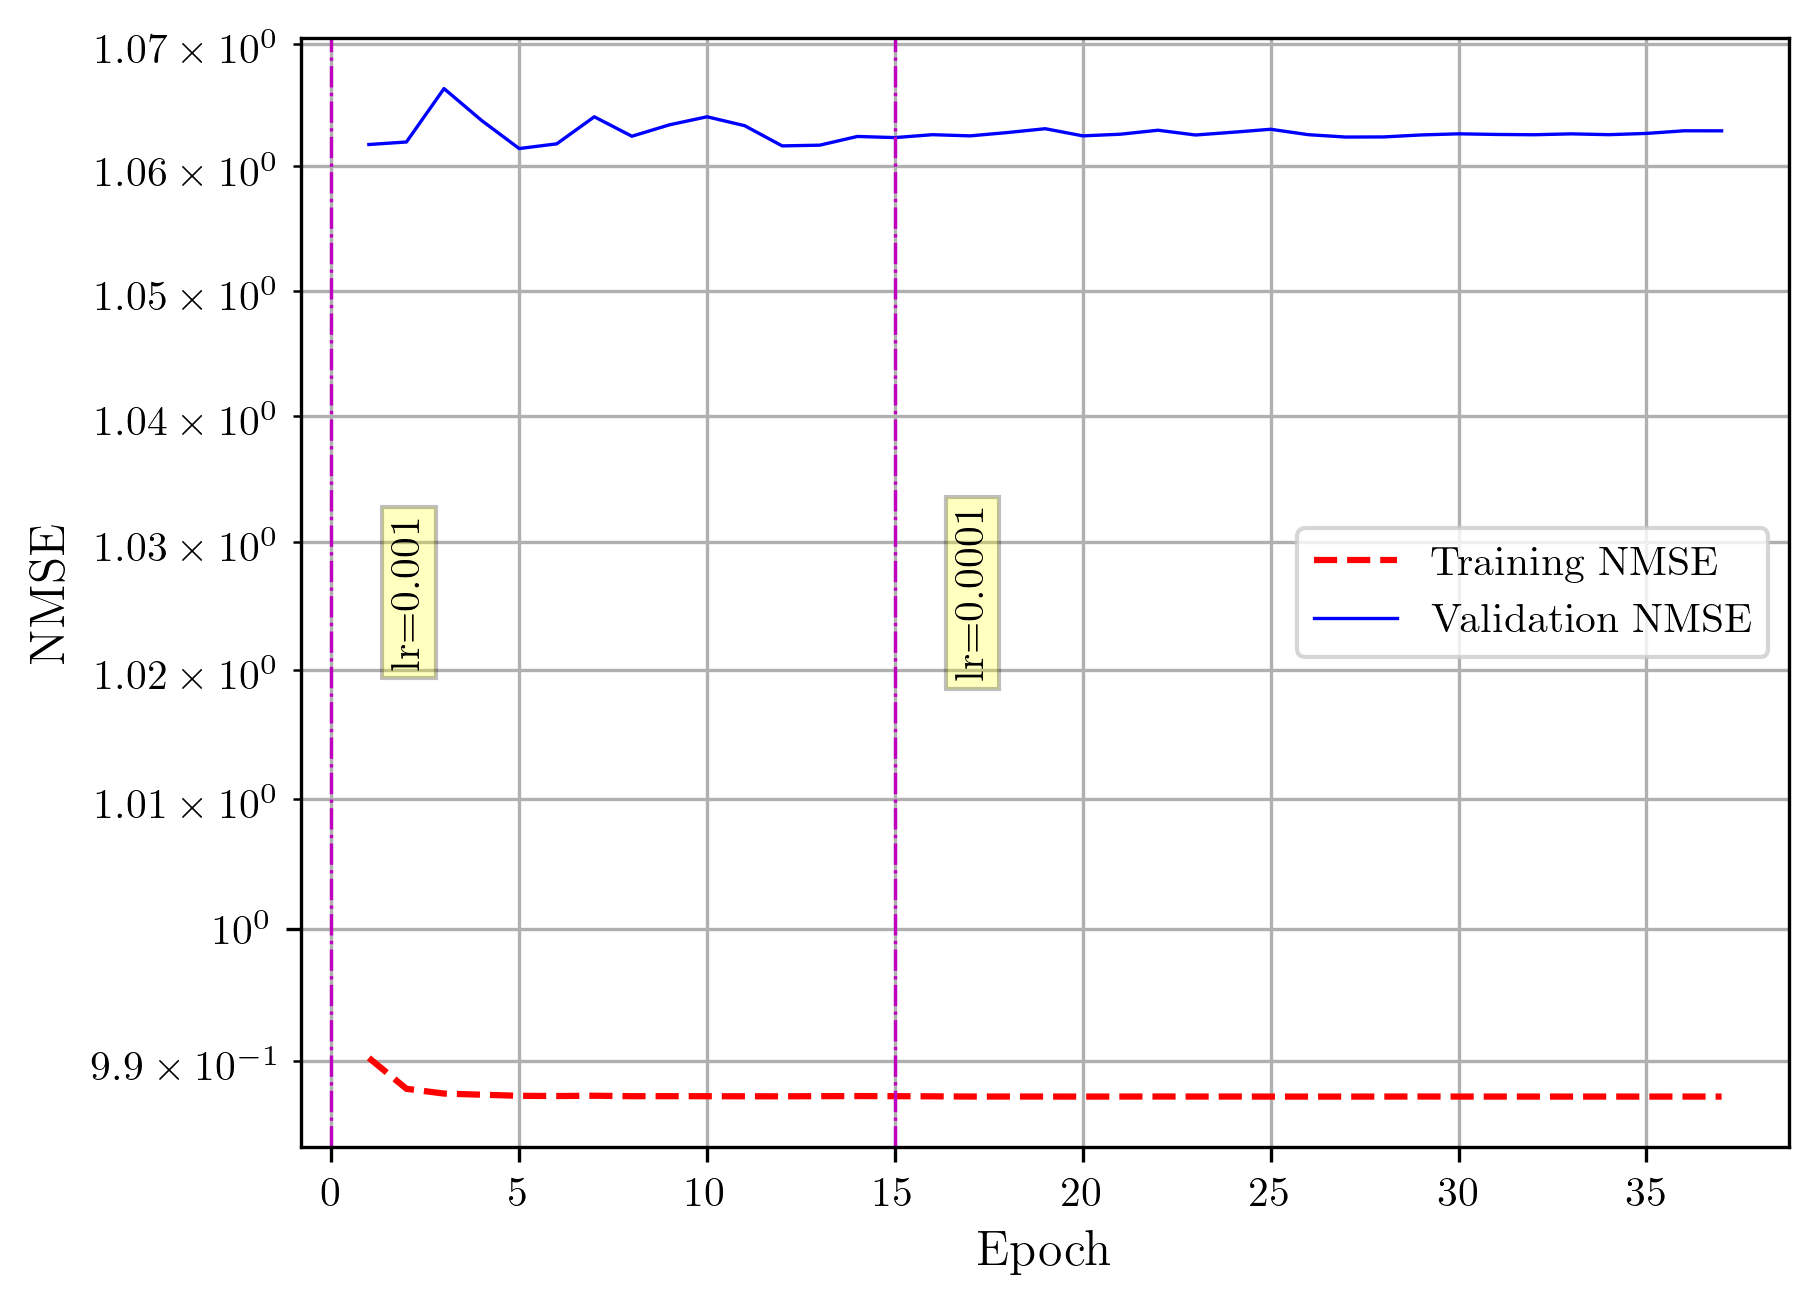 1.07 × 10⁰
1.06 × 10⁰
1.05 × 10⁰
1.04 × 10⁰
1.03 × 10⁰
1.02 × 10⁰
1.01 × 10⁰
10⁰
9.9 × 10⁻¹
NMSE
lr=0.001
lr=0.0001
Training NMSE
Validation NMSE
0 5 10 15 20 25 30 35
Epoch